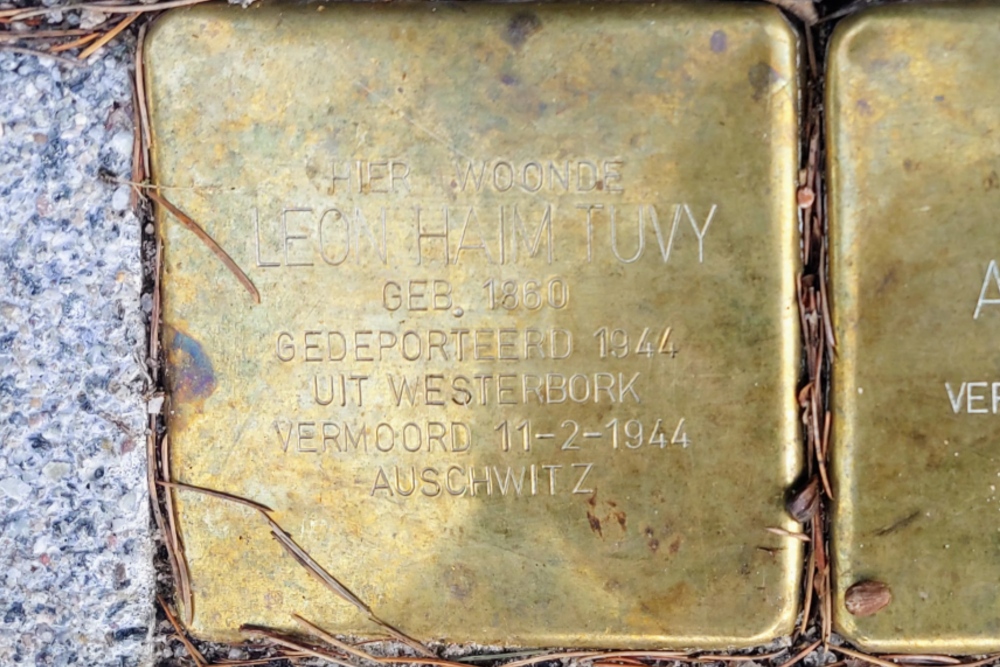 HIER WOONDE
LEON HAIM TUVY
GEB. 1860
GEDEPORTEERD 1944
UIT WESTERBORK
VERMOORD 11-2-1944
AUSCHWITZ